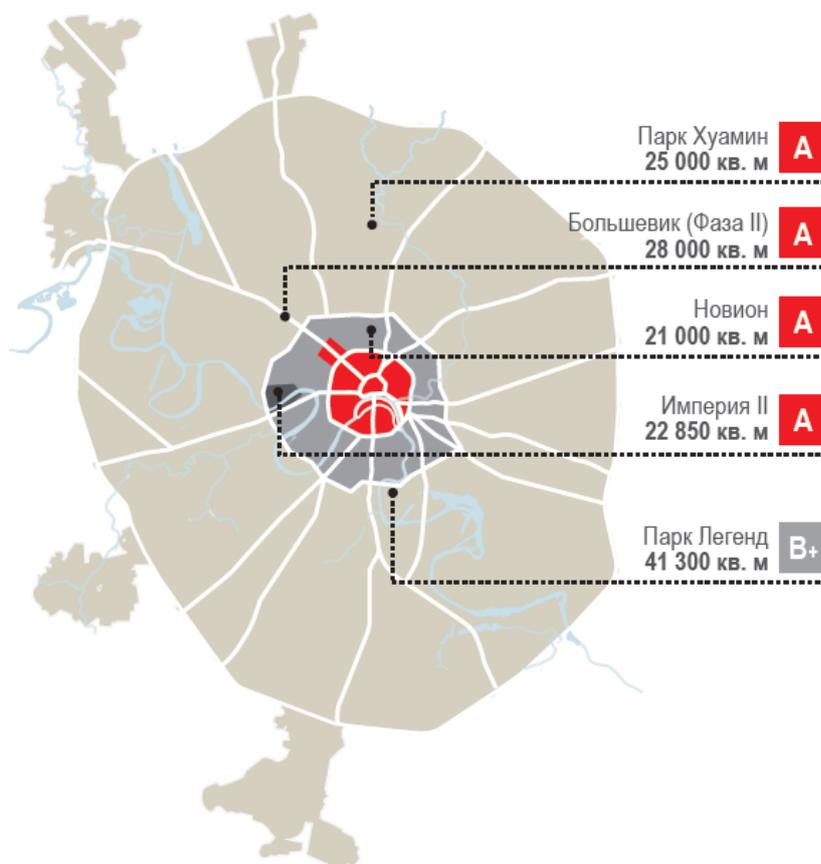 Парк Хуамин
25 000 кв. м
A
Большевик (Фаза II)
28 000 кв. м
A
Новион
21 000 кв. м
A
Империя II
22 850 кв. м
A
Парк Легенд
41 300 кв. м
B+